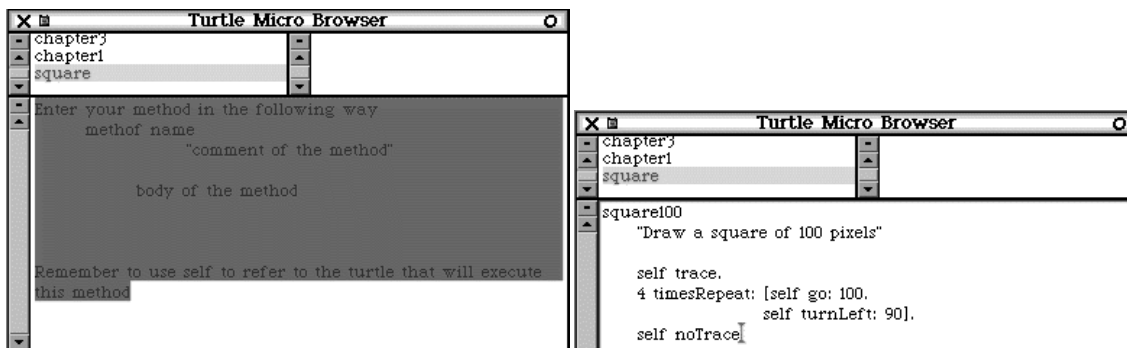 Turtle Micro Browser
chapter3
chapter1
square
Enter your method in the following way
methof name
"comment of the method"
body of the method
Remember to use self to refer to the turtle that will execute
this method
Turtle Micro Browser
chapter3
chapter1
square
square100
"Draw a square of 100 pixels"
self trace.
4 timesRepeat: [self go: 100.
self turnLeft: 90].
self noTrace